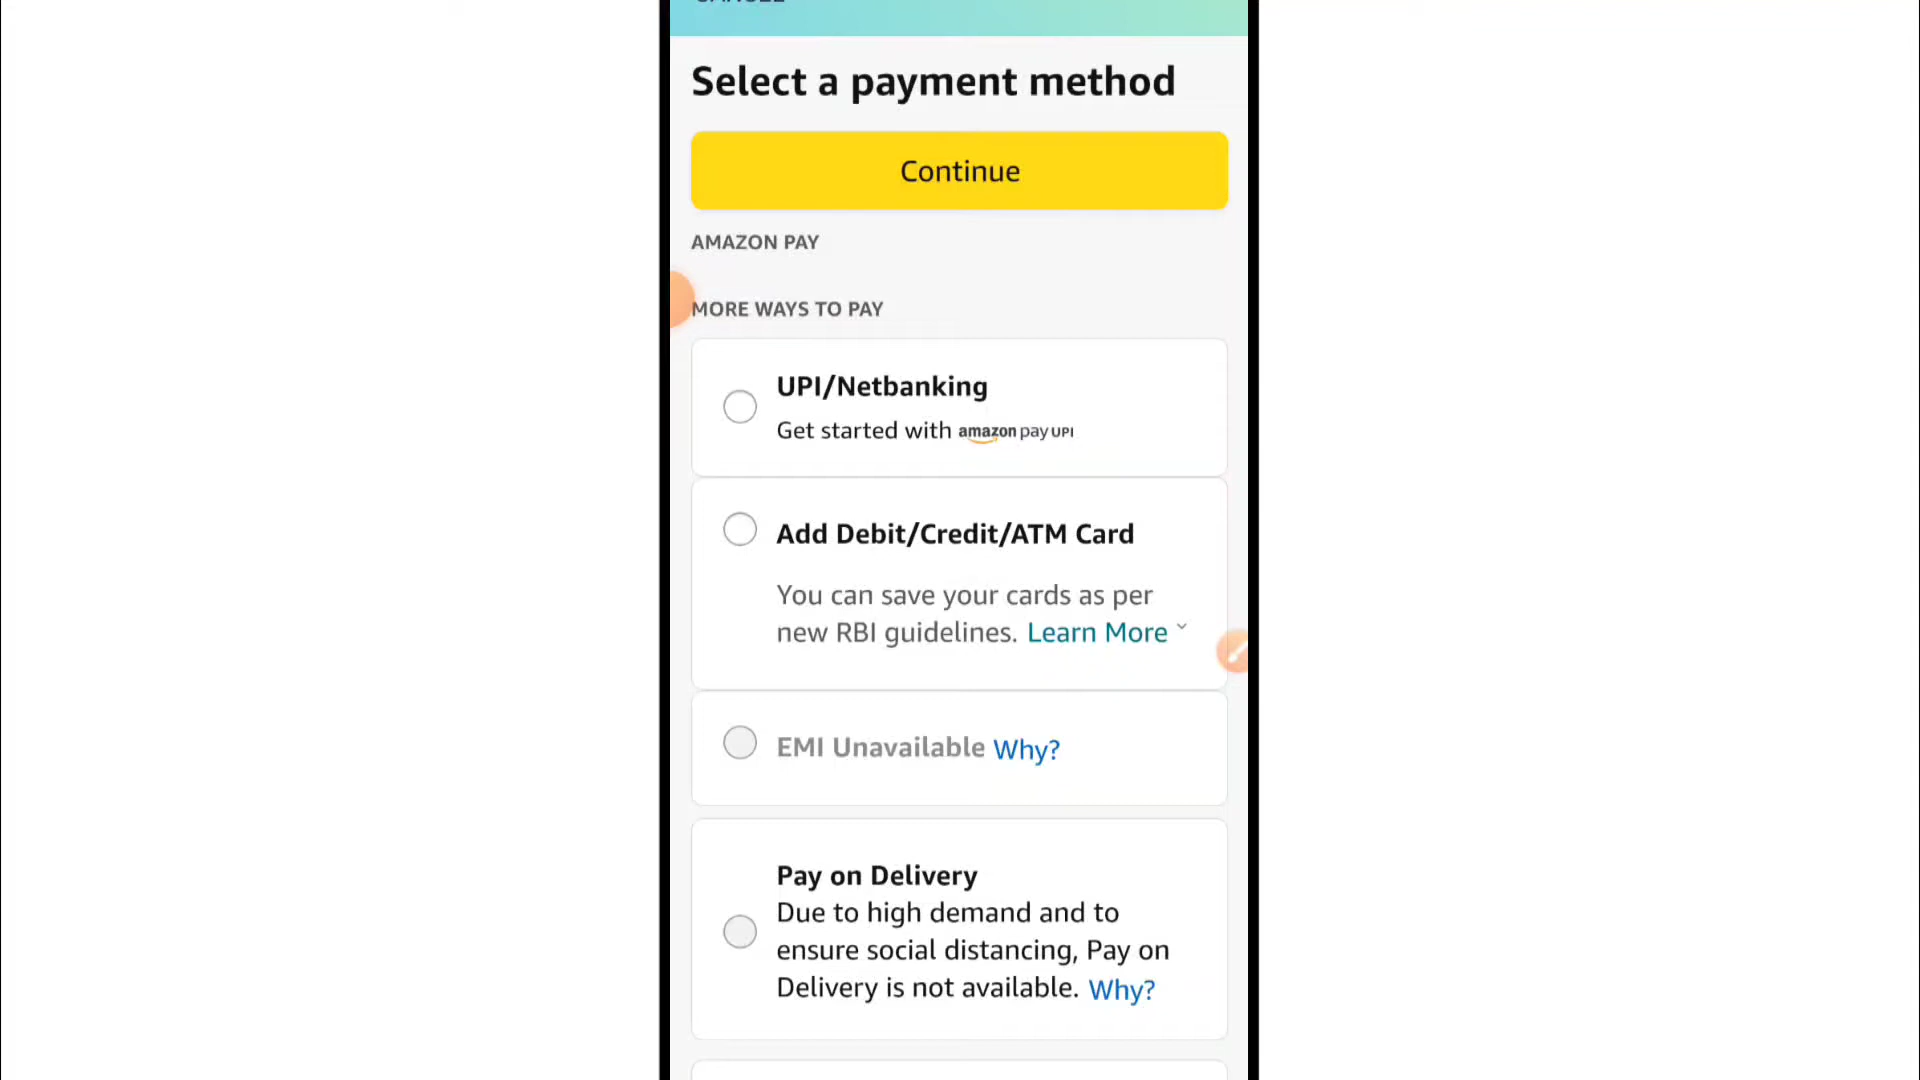 CANCEL
Select a payment method
Continue
AMAZON PAY
MORE WAYS TO PAY
UPI/Netbanking
Get started with amazon pay UPI
Add Debit/Credit/ATM Card
You can save your cards as per
new RBI guidelines. Learn More
EMI Unavailable Why?
Pay on Delivery
Due to high demand and to
ensure social distancing, Pay on
Delivery is not available. Why?